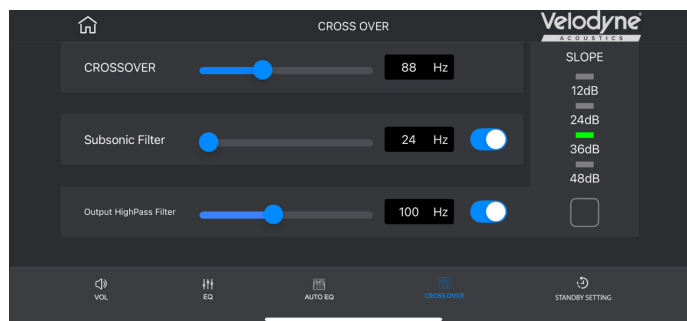 CROSS OVER
Velodyne®
ACOUSTICS
CROSSOVER
88 Hz
SLOPE
12dB
24dB
36dB
48dB
Subsonic Filter
24 Hz
Output HighPass Filter
100 Hz
VOL
EQ
AUTO EQ
CROSS OVER
STANDBY SETTING